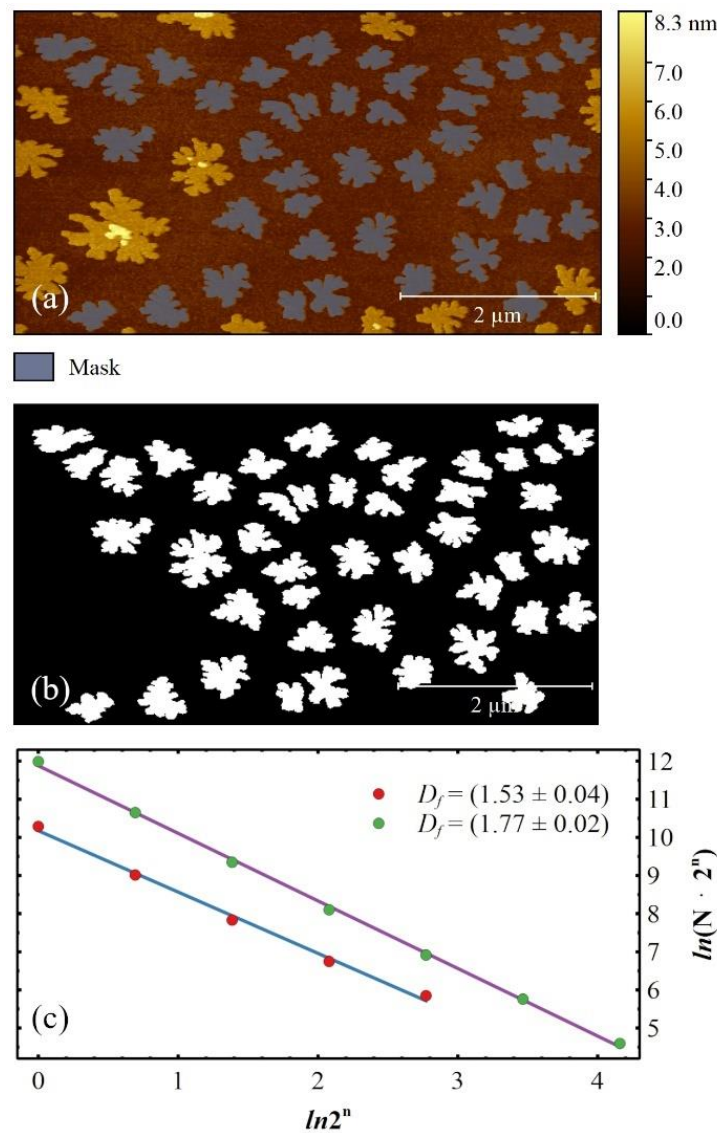 8.3 nm
7.0
6.0
5.0
4.0
3.0
2.0
0.0
(a)
2 µm
Mask
(b)
2 µm
12
11
10
9
8
7
6
5
D_f = (1.53 ± 0.04)
D_f = (1.77 ± 0.02)
ln(N · 2ⁿ)
(c)
0 1 2 3 4
ln2ⁿ